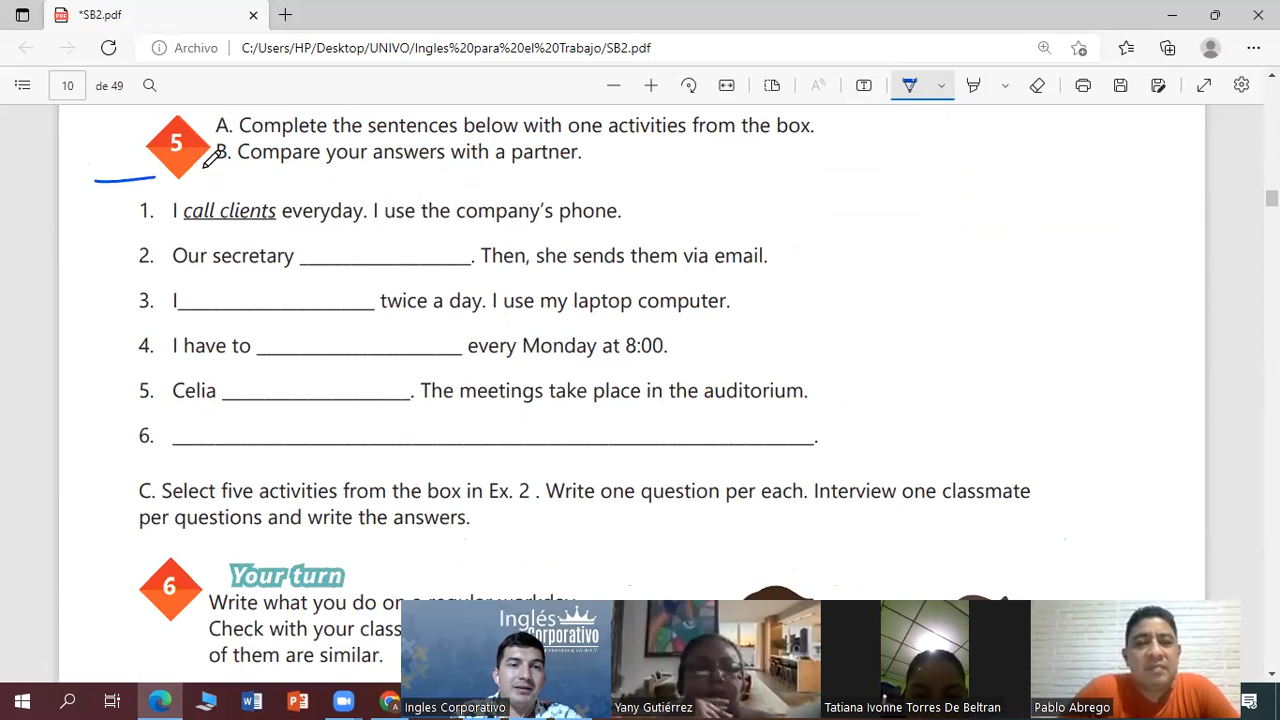 *SB2.pdf
Archivo
C:/Users/HP/Desktop/UNIVO/Ingles%20para%20el%20Trabajo/SB2.pdf
10 de 49
5
A. Complete the sentences below with one activities from the box.
B. Compare your answers with a partner.
1. I call clients everyday. I use the company's phone.
2. Our secretary _________________. Then, she sends them via email.
3. I____________________ twice a day. I use my laptop computer.
4. I have to _____________________ every Monday at 8:00.
5. Celia ___________________. The meetings take place in the auditorium.
6. _________________________________________________________________.
C. Select five activities from the box in Ex. 2 . Write one question per each. Interview one classmate
per questions and write the answers.
6
Your turn
Write what you do on a regular workday.
Check with your class
of them are similar.
Inglés
Corporativo
Ingles Corporativo
Yany Gutiérrez
Tatiana Ivonne Torres De Beltran
Pablo Abrego